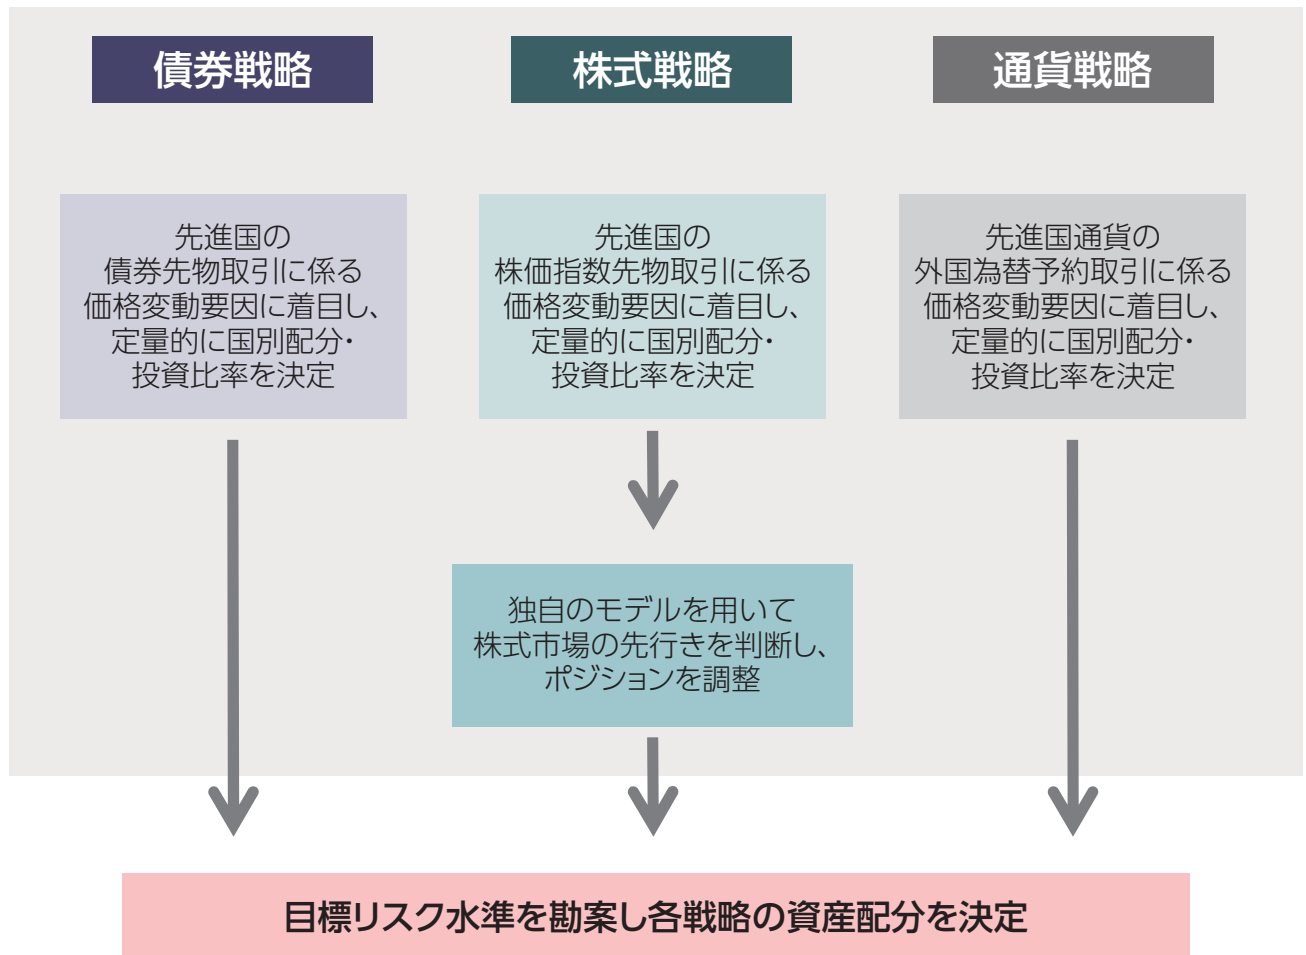 債券戦略
株式戦略
通貨戦略
先進国の
債券先物取引に係る
価格変動要因に着目し、
定量的に国別配分・
投資比率を決定
先進国の
株価指数先物取引に係る
価格変動要因に着目し、
定量的に国別配分・
投資比率を決定
先進国通貨の
外国為替予約取引に係る
価格変動要因に着目し、
定量的に国別配分・
投資比率を決定
独自のモデルを用いて
株式市場の先行きを判断し、
ポジションを調整
目標リスク水準を勘案し各戦略の資産配分を決定